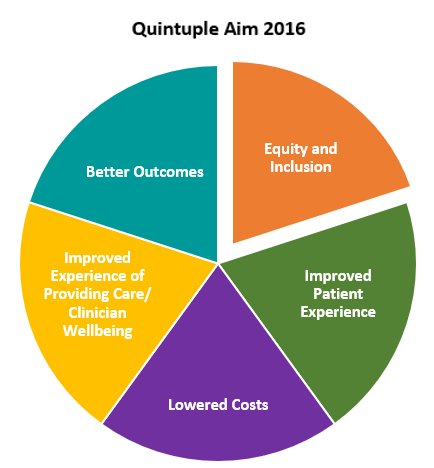 Quintuple Aim 2016
Equity and
Inclusion
Better Outcomes
Improved
Experience of
Providing Care/
Clinician
Wellbeing
Improved
Patient
Experience
Lowered Costs